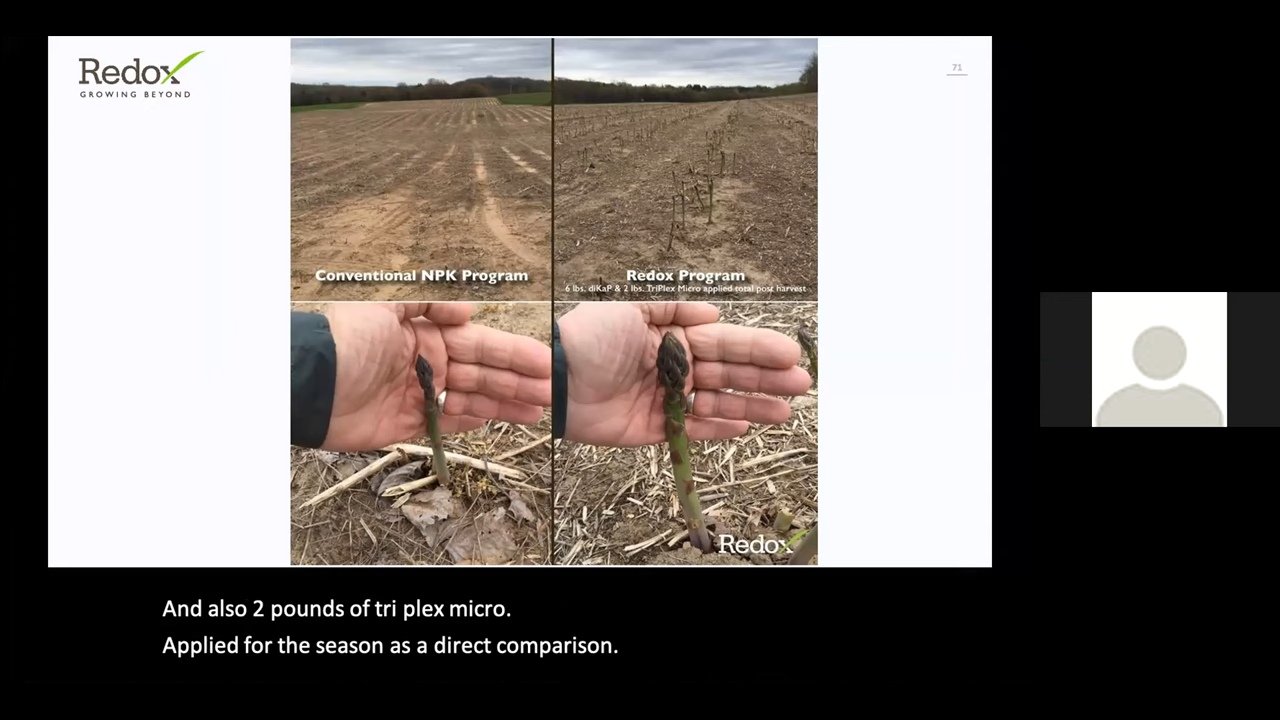 Redox
GROWING BEYOND
71
Conventional NPK Program
Redox Program
6 lbs. diKaP & 2 lbs. TriPlex Micro applied total post harvest
Redox
And also 2 pounds of tri plex micro.
Applied for the season as a direct comparison.